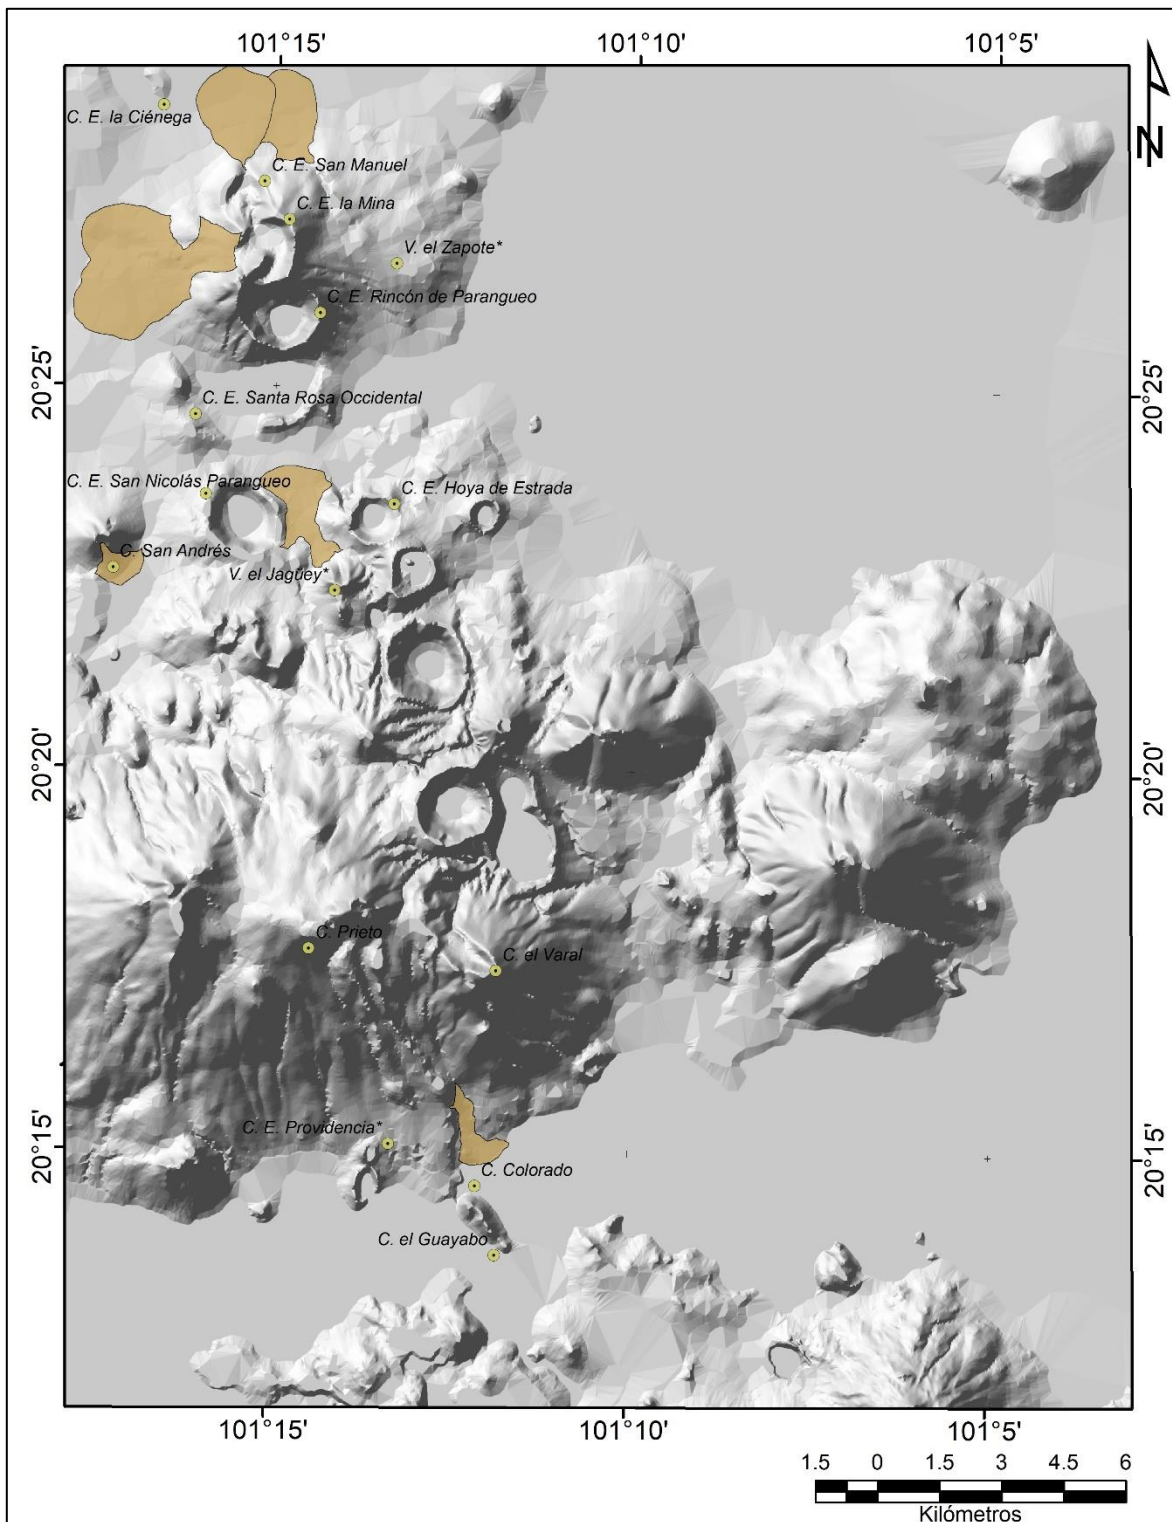 101°15' 101°10' 101°5'
N
C. E. la Ciénega
C. E. San Manuel
C. E. la Mina
V. el Zapote*
C. E. Rincón de Parangueo
20°25' 20°25'
C. E. Santa Rosa Occidental
C. E. San Nicolás Parangueo
C. E. Hoya de Estrada
C. San Andrés
V. el Jagüey*
20°20' 20°20'
C. Prieto
C. el Varal
C. E. Providencia*
20°15' 20°15'
C. Colorado
C. el Guayabo
101°15' 101°10' 101°5'
1.5 0 1.5 3 4.5 6
Kilómetros